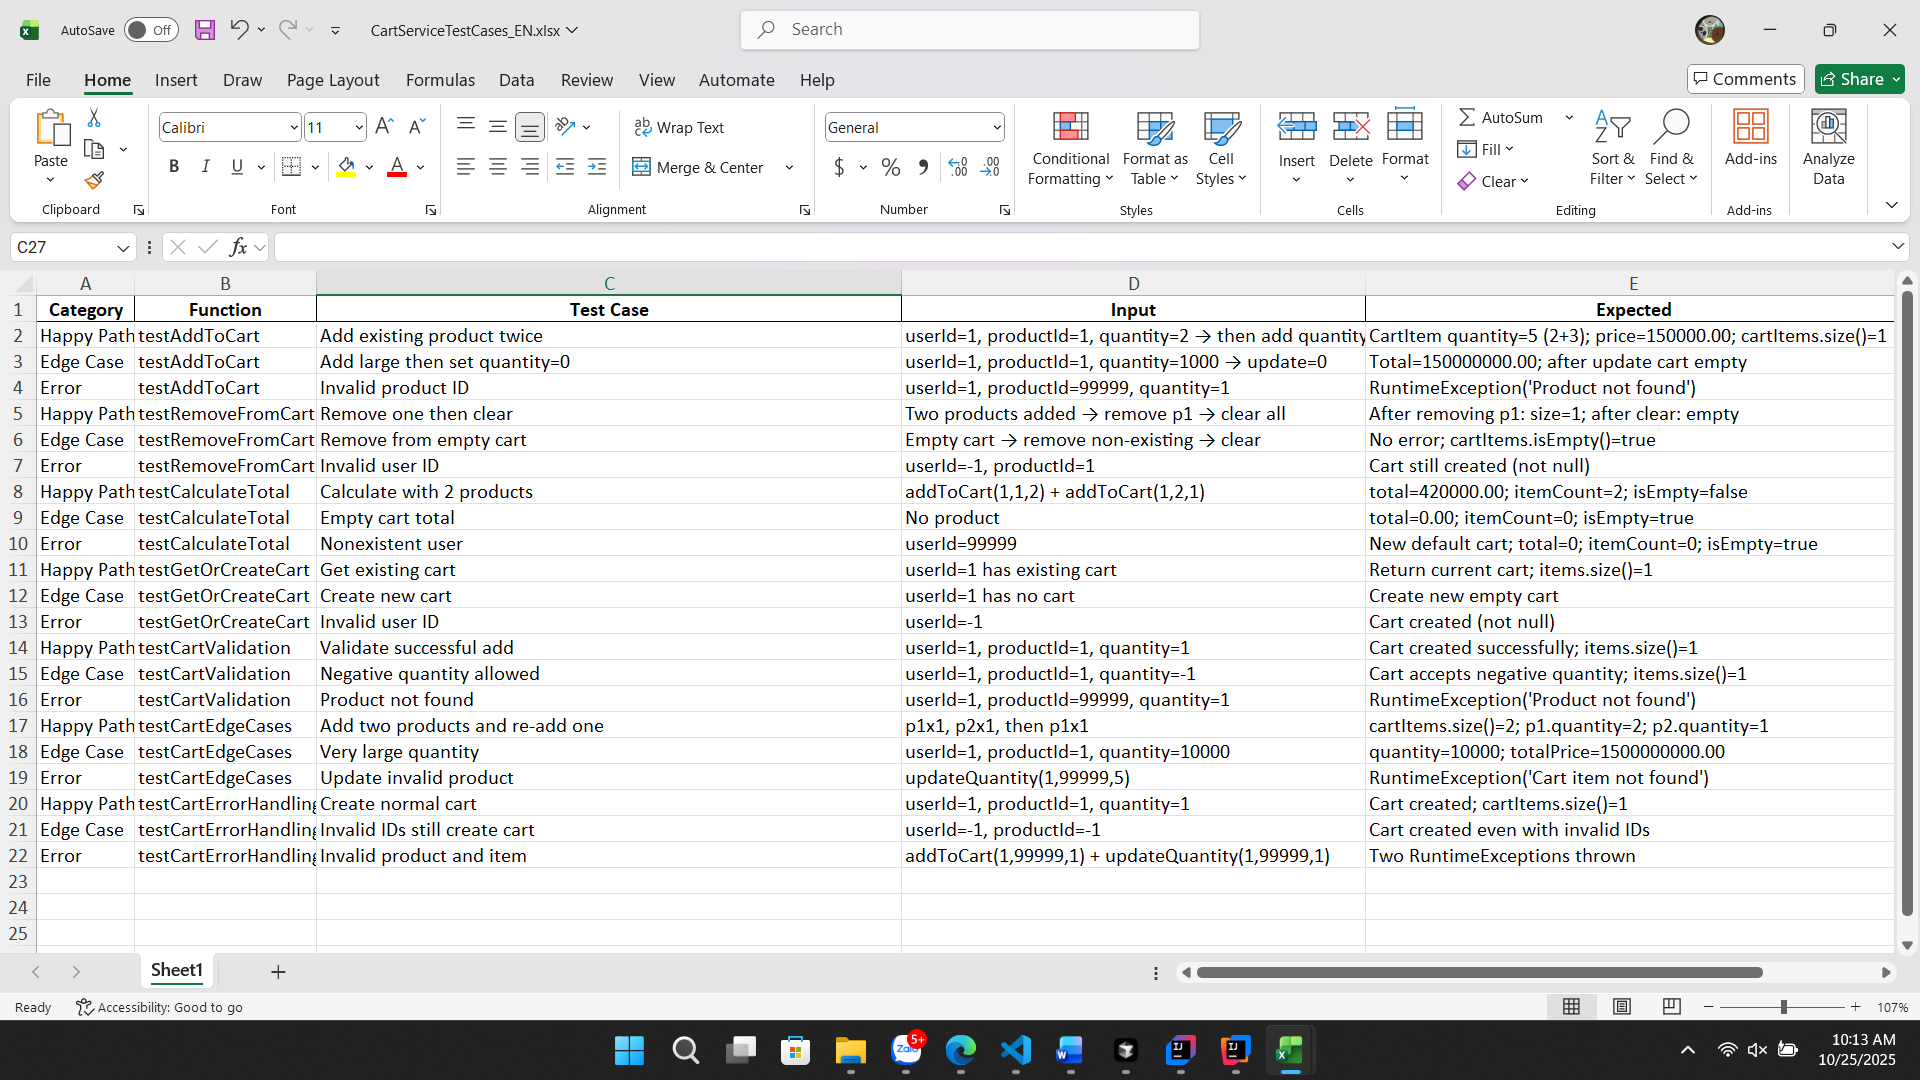 AutoSave Off CartServiceTestCases_EN.xlsx Search
File Home Insert Draw Page Layout Formulas Data Review View Automate Help Comments Share
Paste Calibri 11 Wrap Text General Conditional Formatting Format as Table Cell Styles Insert Delete Format AutoSum Fill Clear Sort & Filter Find & Select Add-ins Analyze Data
B I U A Merge & Center $ %
Clipboard Font Alignment Number Styles Cells Editing Add-ins
C27 fx
A B C D E
1 Category Function Test Case Input Expected
2 Happy Path testAddToCart Add existing product twice userId=1, productId=1, quantity=2 → then add quantity CartItem quantity=5 (2+3); price=150000.00; cartItems.size()=1
3 Edge Case testAddToCart Add large then set quantity=0 userId=1, productId=1, quantity=1000 → update=0 Total=150000000.00; after update cart empty
4 Error testAddToCart Invalid product ID userId=1, productId=99999, quantity=1 RuntimeException('Product not found')
5 Happy Path testRemoveFromCart Remove one then clear Two products added → remove p1 → clear all After removing p1: size=1; after clear: empty
6 Edge Case testRemoveFromCart Remove from empty cart Empty cart → remove non-existing → clear No error; cartItems.isEmpty()=true
7 Error testRemoveFromCart Invalid user ID userId=-1, productId=1 Cart still created (not null)
8 Happy Path testCalculateTotal Calculate with 2 products addToCart(1,1,2) + addToCart(1,2,1) total=420000.00; itemCount=2; isEmpty=false
9 Edge Case testCalculateTotal Empty cart total No product total=0.00; itemCount=0; isEmpty=true
10 Error testCalculateTotal Nonexistent user userId=99999 New default cart; total=0; itemCount=0; isEmpty=true
11 Happy Path testGetOrCreateCart Get existing cart userId=1 has existing cart Return current cart; items.size()=1
12 Edge Case testGetOrCreateCart Create new cart userId=1 has no cart Create new empty cart
13 Error testGetOrCreateCart Invalid user ID userId=-1 Cart created (not null)
14 Happy Path testCartValidation Validate successful add userId=1, productId=1, quantity=1 Cart created successfully; items.size()=1
15 Edge Case testCartValidation Negative quantity allowed userId=1, productId=1, quantity=-1 Cart accepts negative quantity; items.size()=1
16 Error testCartValidation Product not found userId=1, productId=99999, quantity=1 RuntimeException('Product not found')
17 Happy Path testCartEdgeCases Add two products and re-add one p1x1, p2x1, then p1x1 cartItems.size()=2; p1.quantity=2; p2.quantity=1
18 Edge Case testCartEdgeCases Very large quantity userId=1, productId=1, quantity=10000 quantity=10000; totalPrice=1500000000.00
19 Error testCartEdgeCases Update invalid product updateQuantity(1,99999,5) RuntimeException('Cart item not found')
20 Happy Path testCartErrorHandling Create normal cart userId=1, productId=1, quantity=1 Cart created; cartItems.size()=1
21 Edge Case testCartErrorHandling Invalid IDs still create cart userId=-1, productId=-1 Cart created even with invalid IDs
22 Error testCartErrorHandling Invalid product and item addToCart(1,99999,1) + updateQuantity(1,99999,1) Two RuntimeExceptions thrown
23
24
25
Sheet1
Ready Accessibility: Good to go 107%
Zalo 5+
10:13 AM
10/25/2025